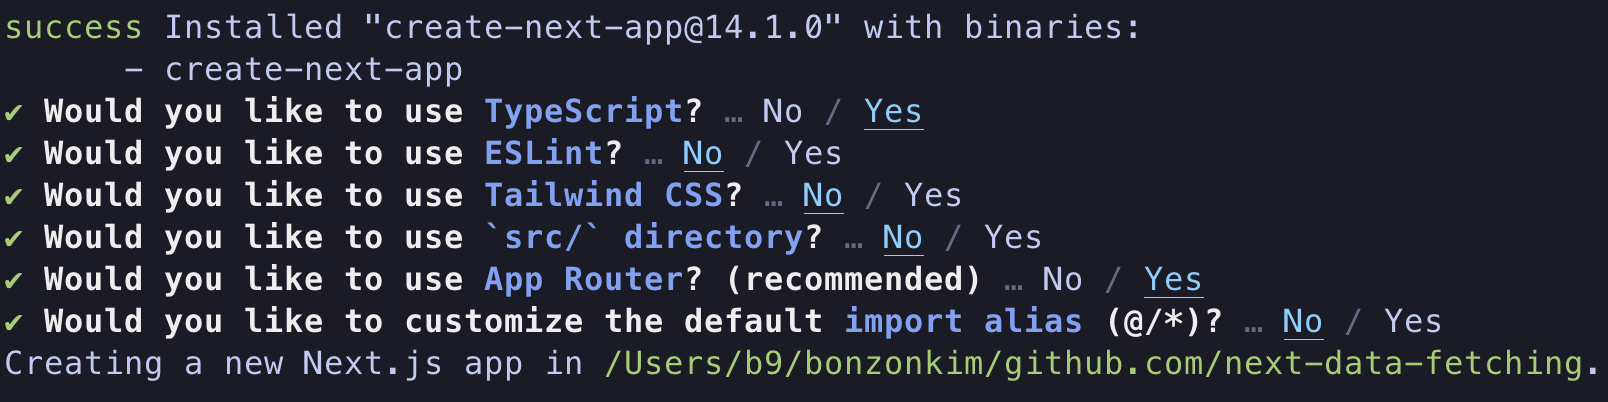 success Installed "create-next-app@14.1.0" with binaries:
      - create-next-app
✔ Would you like to use TypeScript? … No / Yes
✔ Would you like to use ESLint? … No / Yes
✔ Would you like to use Tailwind CSS? … No / Yes
✔ Would you like to use `src/` directory? … No / Yes
✔ Would you like to use App Router? (recommended) … No / Yes
✔ Would you like to customize the default import alias (@/*)? … No / Yes
Creating a new Next.js app in /Users/b9/bonzonkim/github.com/next-data-fetching.